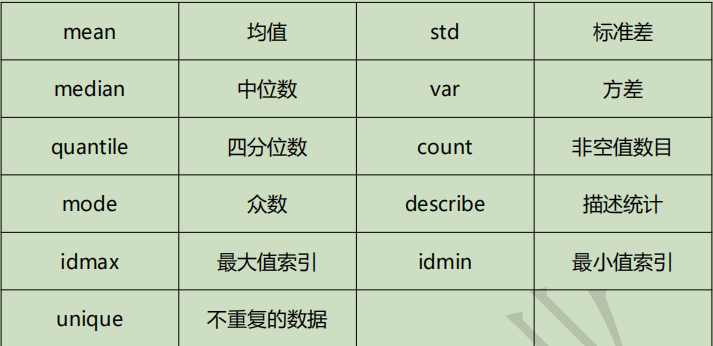 mean 均值 std 标准差
median 中位数 var 方差
quantile 四分位数 count 非空值数目
mode 众数 describe 描述统计
idmax 最大值索引 idmin 最小值索引
unique 不重复的数据